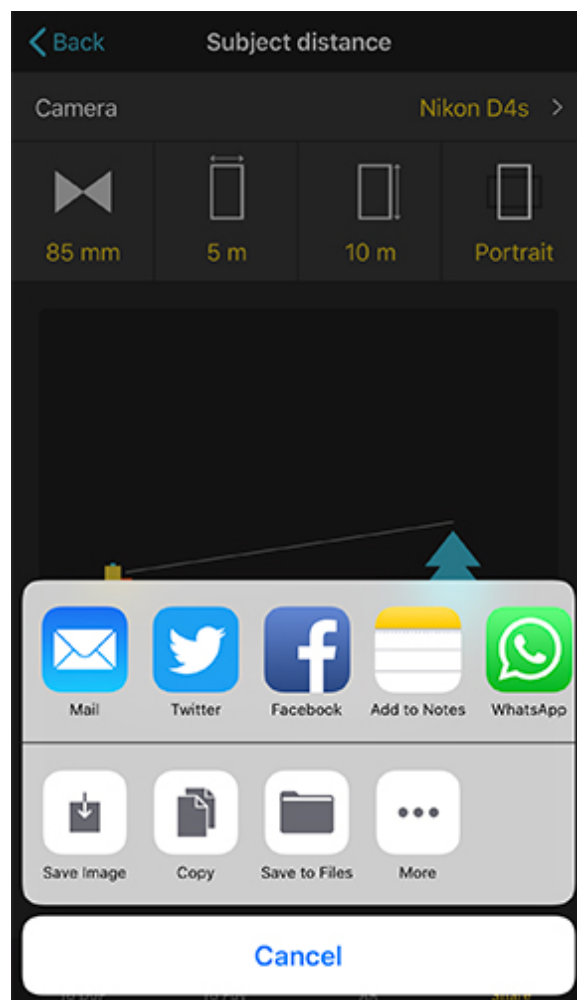 Back Subject distance
Camera Nikon D4s
85 mm 5 m 10 m Portrait
Mail Twitter Facebook Add to Notes WhatsApp
Save Image Copy Save to Files More
Cancel